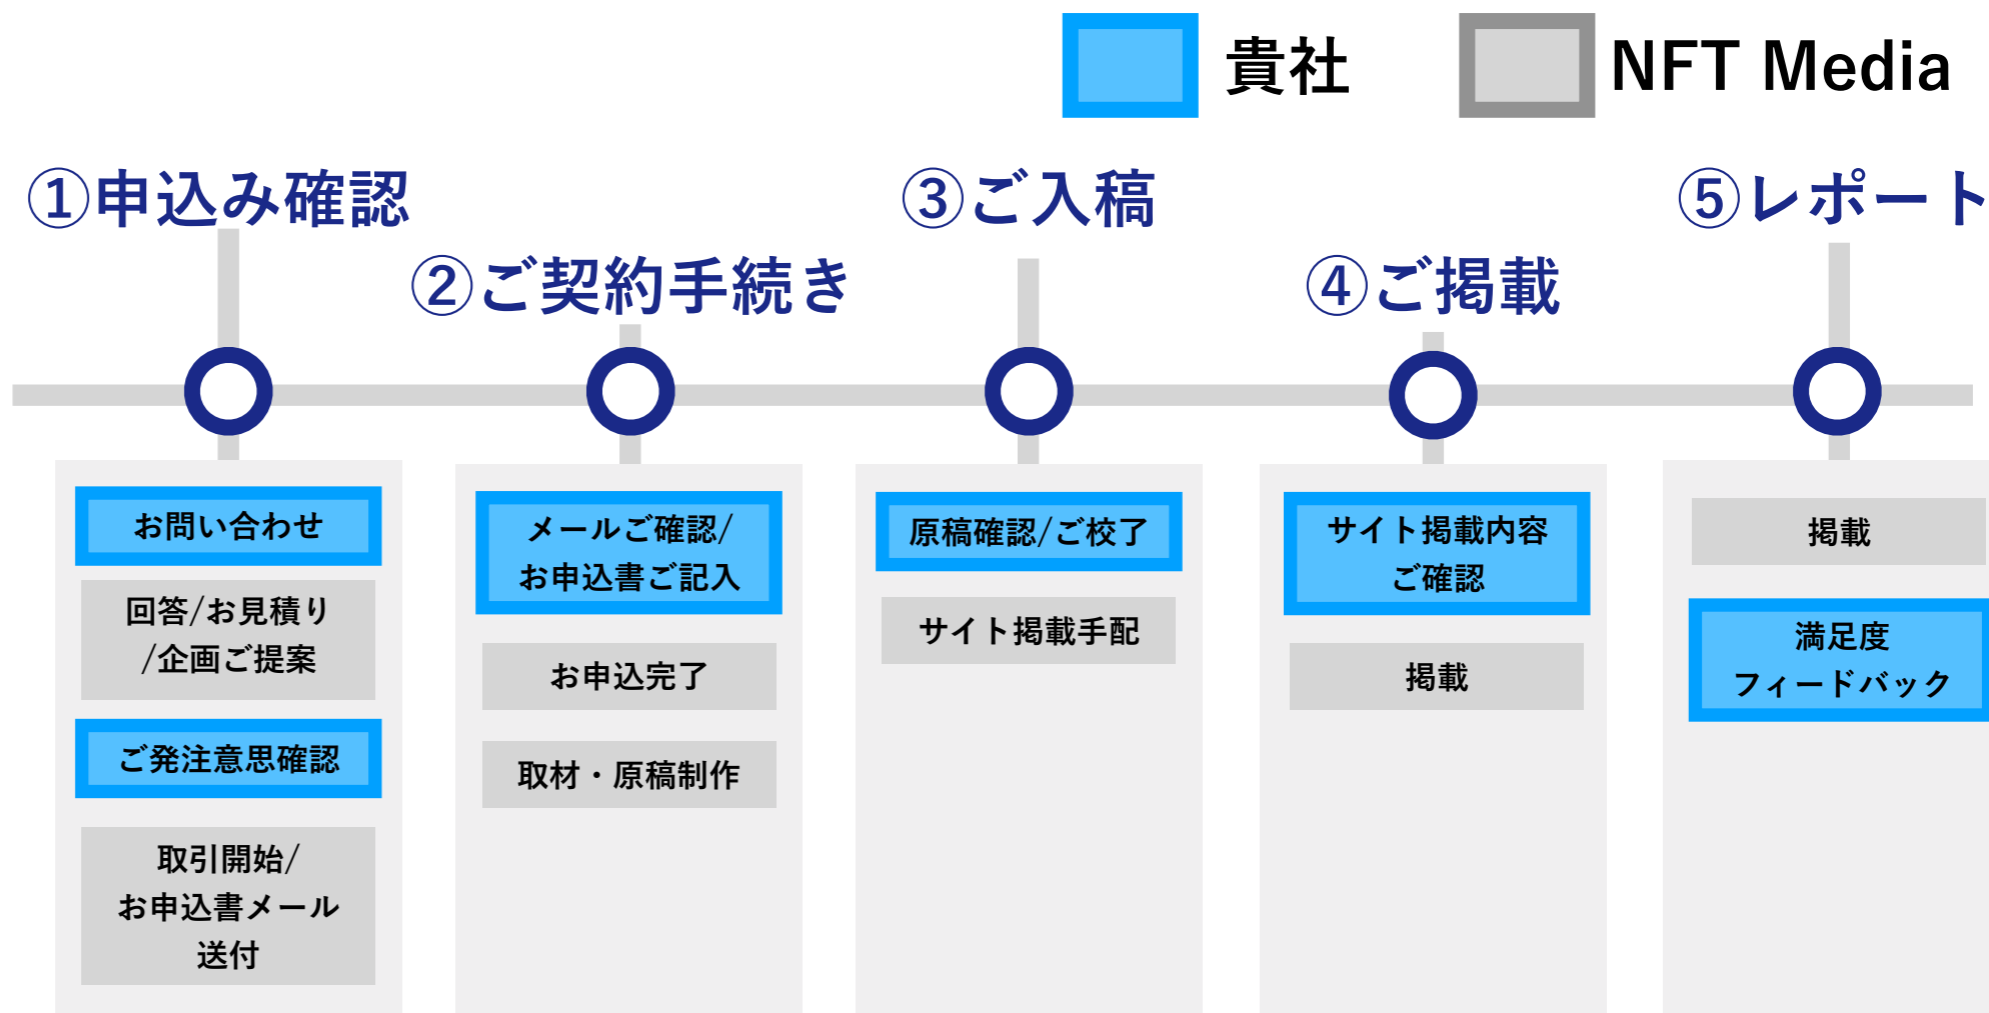 貴社
NFT Media
①申込み確認
②ご契約手続き
③ご入稿
④ご掲載
⑤レポート
お問い合わせ
回答/お見積り
/企画ご提案
ご発注意思確認
取引開始/
お申込書メール
送付
メールご確認/
お申込書ご記入
お申込完了
取材・原稿制作
原稿確認/ご校了
サイト掲載手配
サイト掲載内容
ご確認
掲載
掲載
満足度
フィードバック